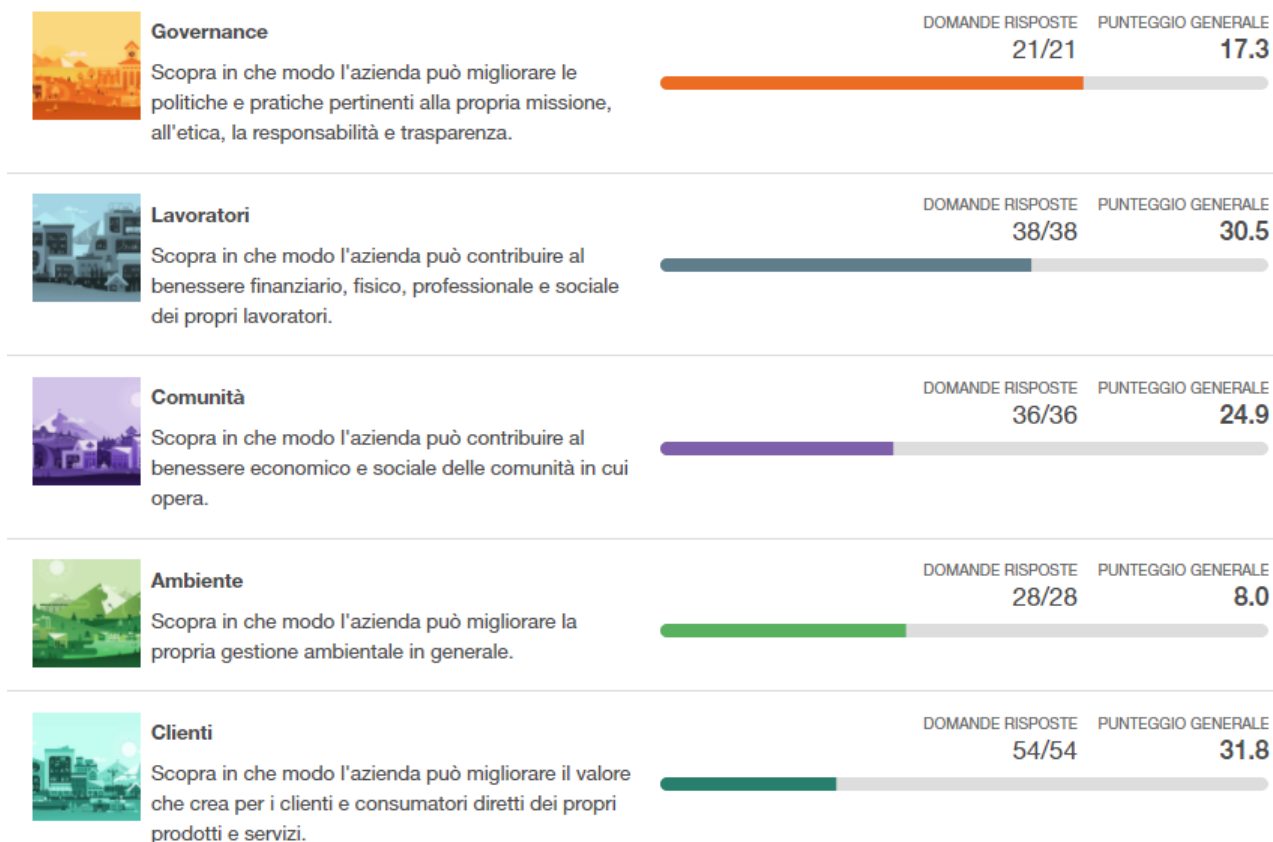 Governance
DOMANDE RISPOSTE PUNTEGGIO GENERALE
21/21 17.3
Scopra in che modo l'azienda può migliorare le
politiche e pratiche pertinenti alla propria missione,
all'etica, la responsabilità e trasparenza.
Lavoratori
DOMANDE RISPOSTE PUNTEGGIO GENERALE
38/38 30.5
Scopra in che modo l'azienda può contribuire al
benessere finanziario, fisico, professionale e sociale
dei propri lavoratori.
Comunità
DOMANDE RISPOSTE PUNTEGGIO GENERALE
36/36 24.9
Scopra in che modo l'azienda può contribuire al
benessere economico e sociale delle comunità in cui
opera.
Ambiente
DOMANDE RISPOSTE PUNTEGGIO GENERALE
28/28 8.0
Scopra in che modo l'azienda può migliorare la
propria gestione ambientale in generale.
Clienti
DOMANDE RISPOSTE PUNTEGGIO GENERALE
54/54 31.8
Scopra in che modo l'azienda può migliorare il valore
che crea per i clienti e consumatori diretti dei propri
prodotti e servizi.